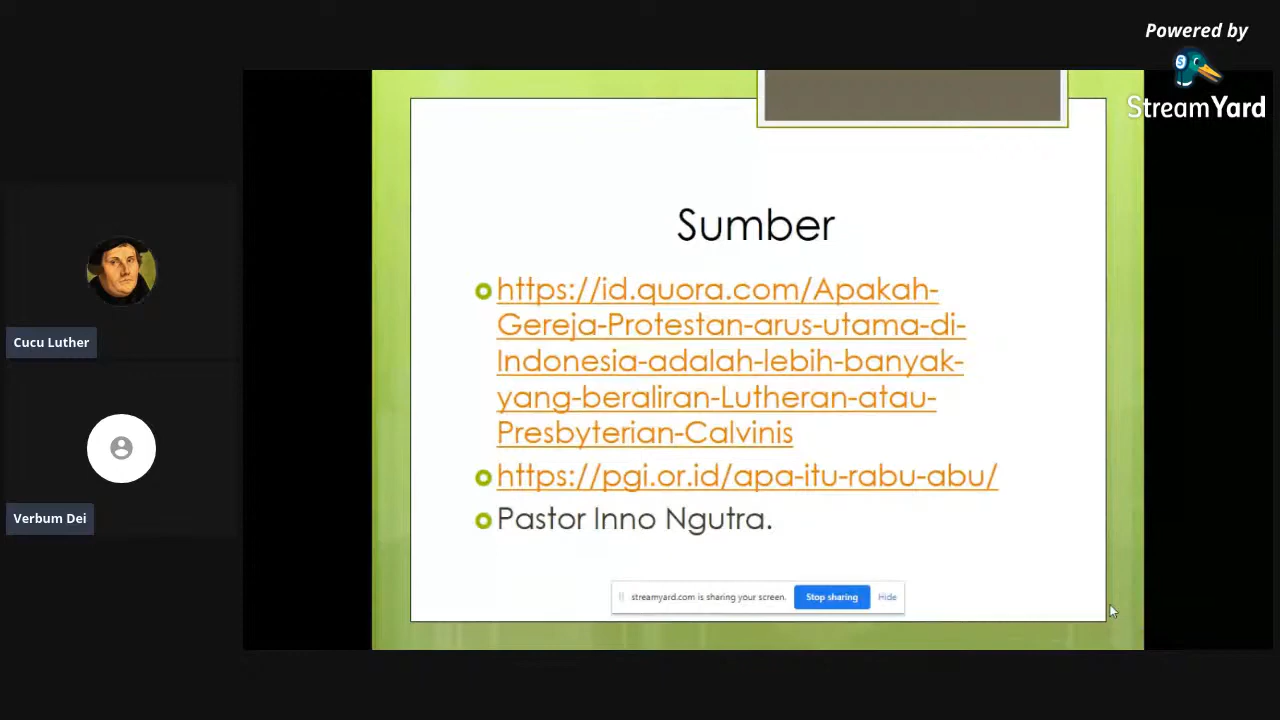 Powered by
StreamYard
Sumber
https://id.quora.com/Apakah-
Gereja-Protestan-arus-utama-di-
Indonesia-adalah-lebih-banyak-
yang-beraliran-Lutheran-atau-
Presbyterian-Calvinis
https://pgi.or.id/apa-itu-rabu-abu/
Pastor Inno Ngutra.
streamyard.com is sharing your screen.
Stop sharing
Hide
Cucu Luther
Verbum Dei